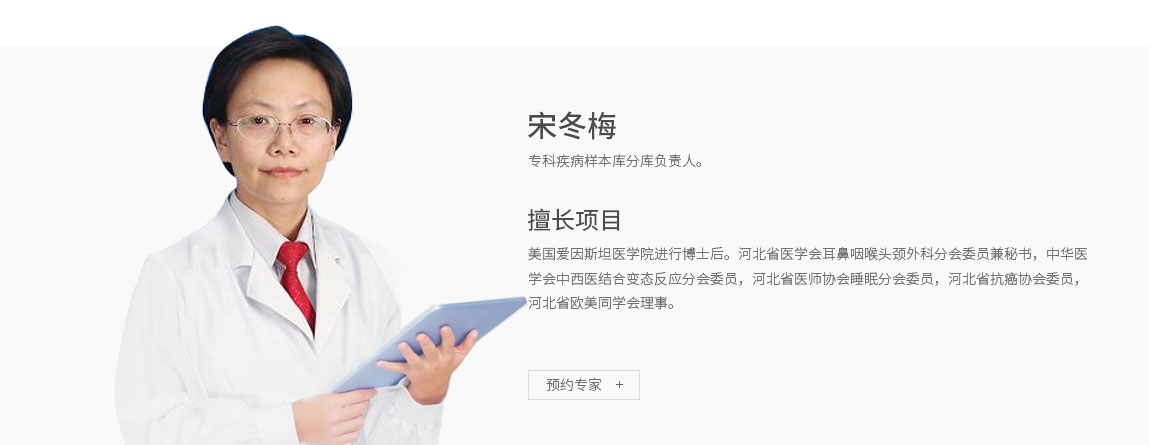 宋冬梅
专科疾病样本库分库负责人。
擅长项目
美国爱因斯坦医学院进行博士后。河北省医学会耳鼻咽喉头颈外科分会委员兼秘书，中华医
学会中西医结合变态反应分会委员，河北省医师协会睡眠分会委员，河北省抗癌协会委员，
河北省欧美同学会理事。
预约专家 +